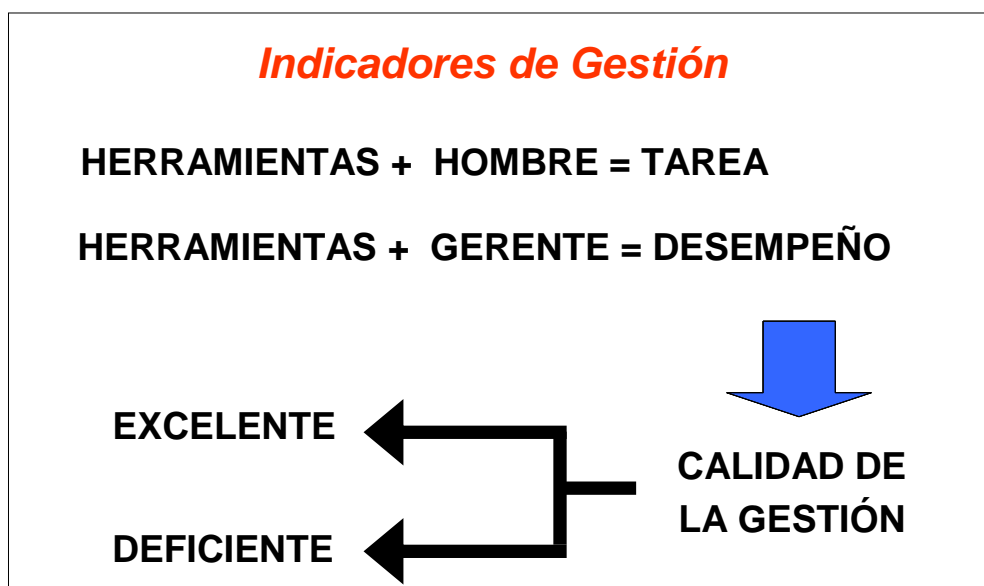 Indicadores de Gestión
HERRAMIENTAS + HOMBRE = TAREA
HERRAMIENTAS + GERENTE = DESEMPEÑO
EXCELENTE
CALIDAD DE
LA GESTIÓN
DEFICIENTE